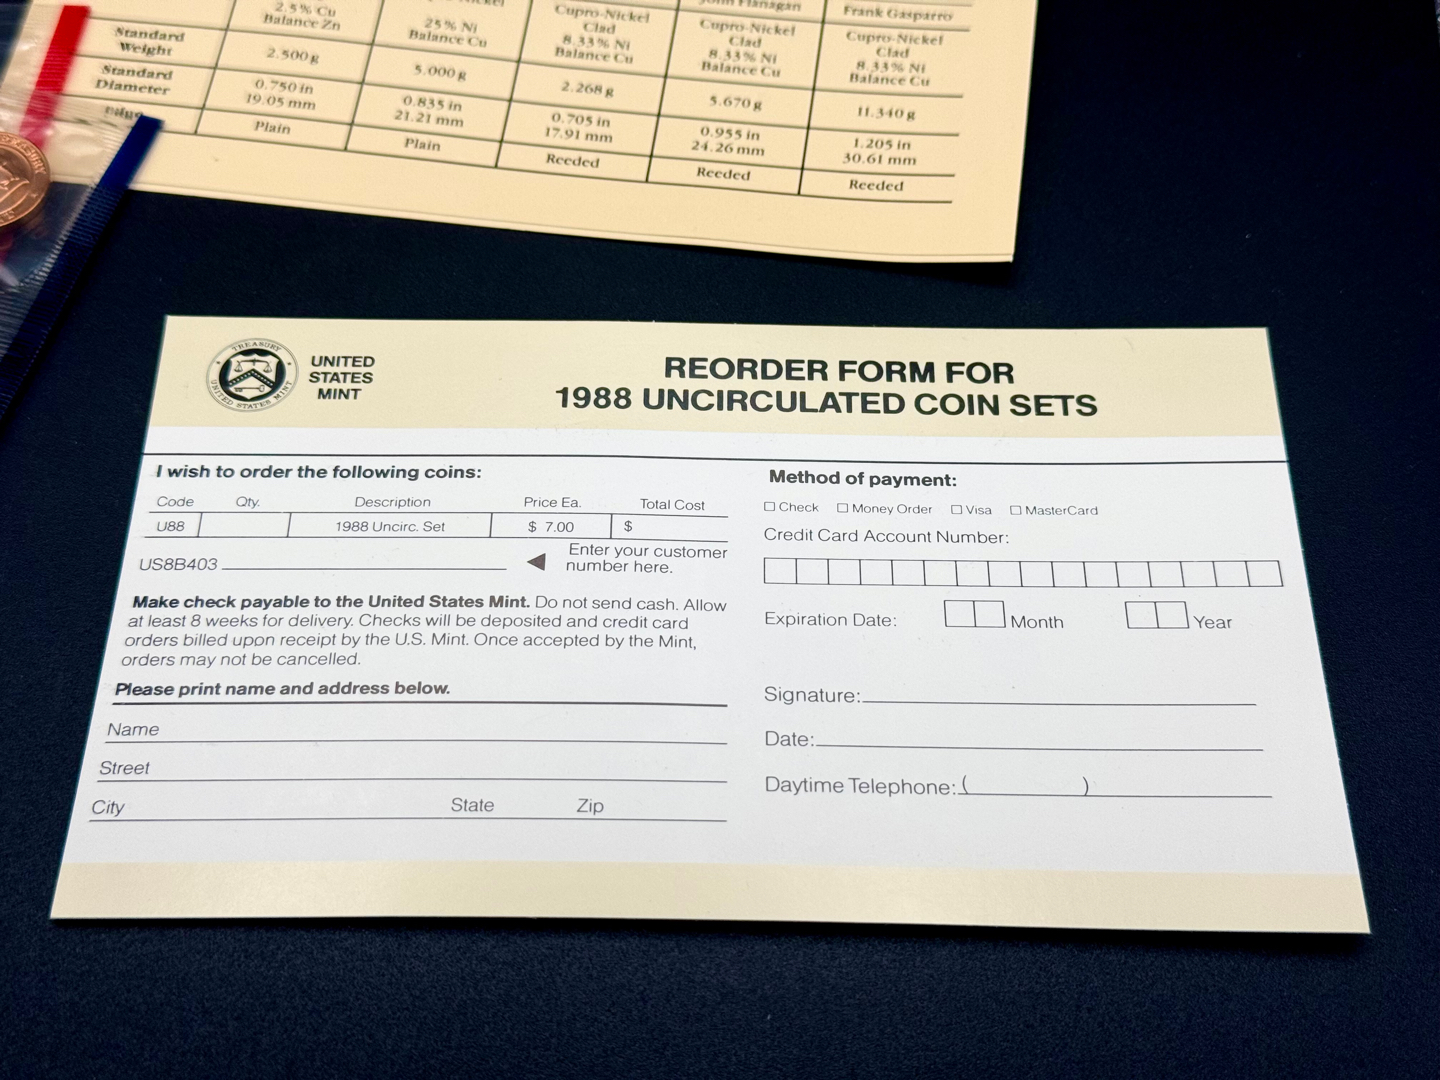 2.5% Cu
Balance Zn
25% Ni
Balance Cu
Cupro-Nickel
Clad
8.33% Ni
Balance Cu
John Flanagan
Cupro-Nickel
Clad
8.33% Ni
Balance Cu
Frank Gasparro
Cupro-Nickel
Clad
8.33% Ni
Balance Cu
Standard
Weight
2.500 g
5.000 g
2.268 g
5.670 g
11.340 g
Standard
Diameter
0.750 in
19.05 mm
0.835 in
21.21 mm
0.705 in
17.91 mm
0.955 in
24.26 mm
1.205 in
30.61 mm
Edge
Plain
Plain
Reeded
Reeded
Reeded
TREASURY
UNITED STATES MINT
UNITED
STATES
MINT
REORDER FORM FOR
1988 UNCIRCULATED COIN SETS
I wish to order the following coins:
Code Qty. Description Price Ea. Total Cost
U88 1988 Uncirc. Set $ 7.00 $
US8B403
Enter your customer
number here.
Make check payable to the United States Mint. Do not send cash. Allow
at least 8 weeks for delivery. Checks will be deposited and credit card
orders billed upon receipt by the U.S. Mint. Once accepted by the Mint,
orders may not be cancelled.
Please print name and address below.
Name
Street
City State Zip
Method of payment:
Check Money Order Visa MasterCard
Credit Card Account Number:
Expiration Date: Month Year
Signature:
Date:
Daytime Telephone: ( )